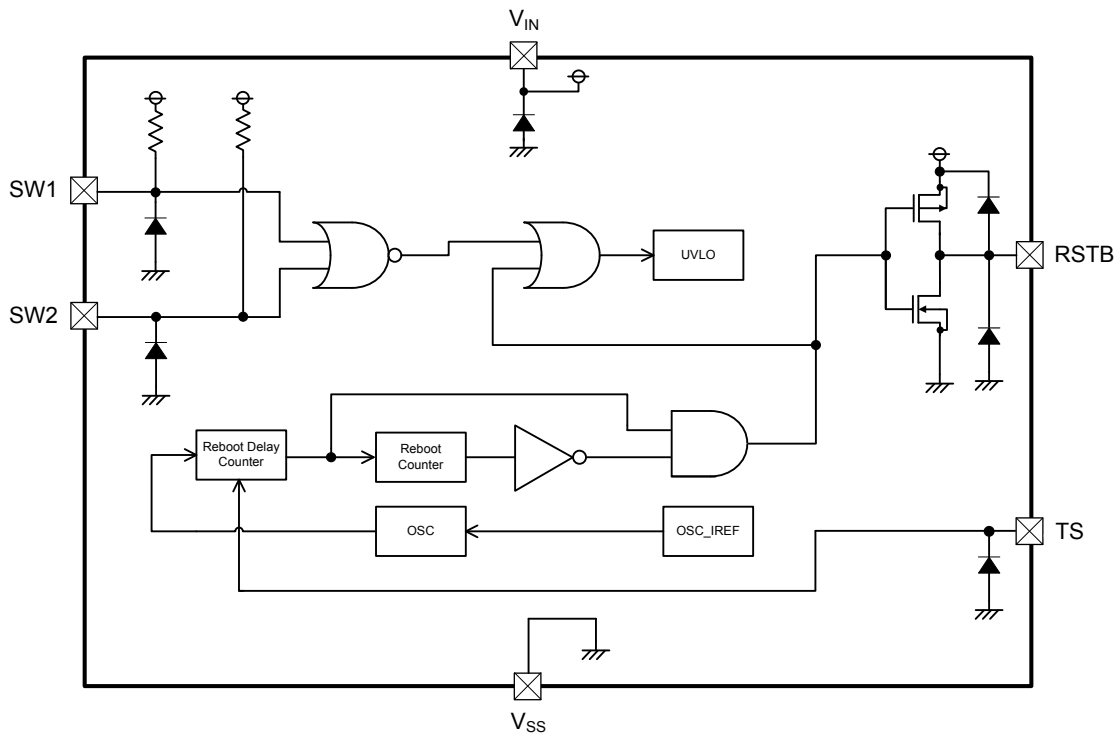 VIN
SW1
SW2
UVLO
RSTB
Reboot Delay
Counter
Reboot
Counter
OSC
OSC_IREF
TS
VSS